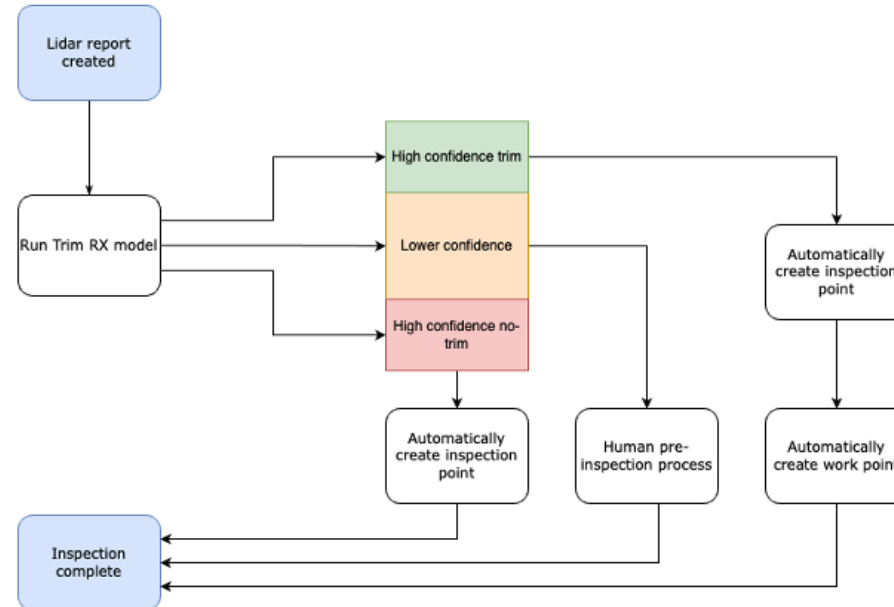 Lidar report
created
High confidence trim
Run Trim RX model
Lower confidence
Automatically
create inspection
point
High confidence no-
trim
Automatically
create inspection
point
Human pre-
inspection process
Automatically
create work point
Inspection
complete